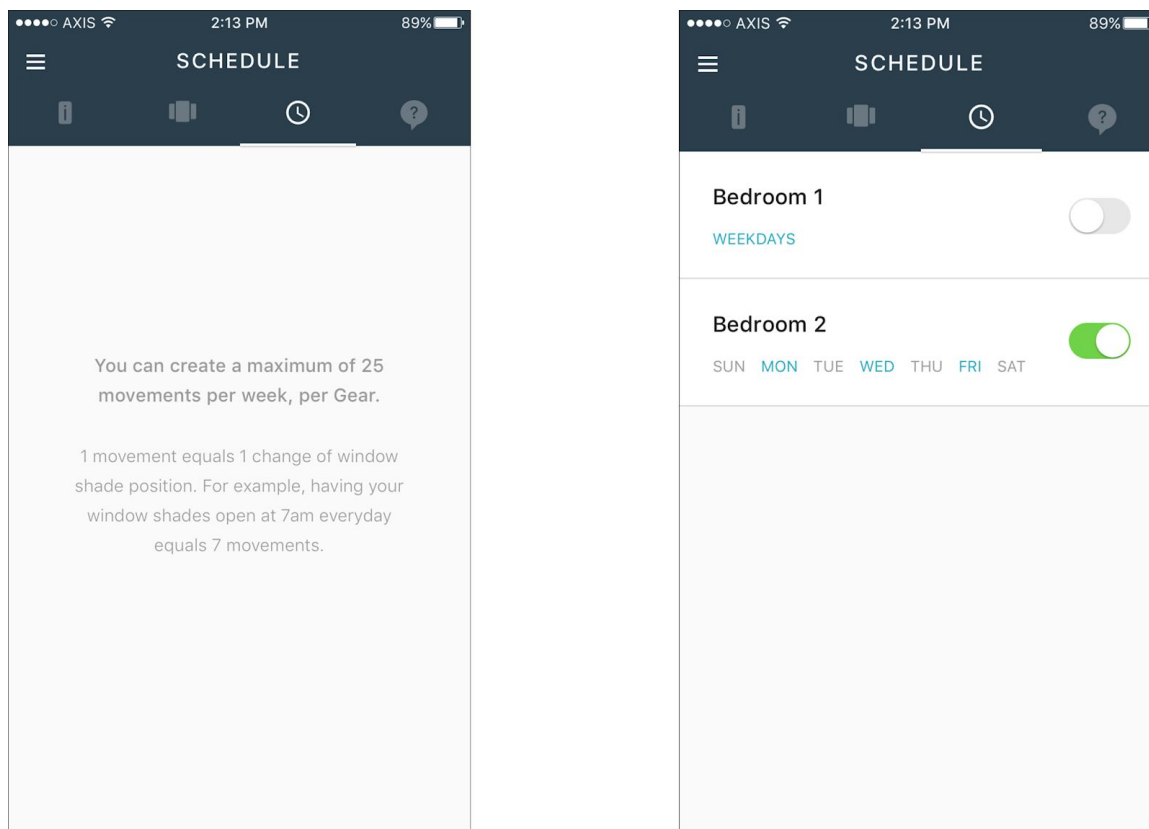 AXIS 2:13 PM 89%
SCHEDULE
You can create a maximum of 25
movements per week, per Gear.
1 movement equals 1 change of window
shade position. For example, having your
window shades open at 7am everyday
equals 7 movements.
AXIS 2:13 PM 89%
SCHEDULE
Bedroom 1
WEEKDAYS
Bedroom 2
SUN MON TUE WED THU FRI SAT